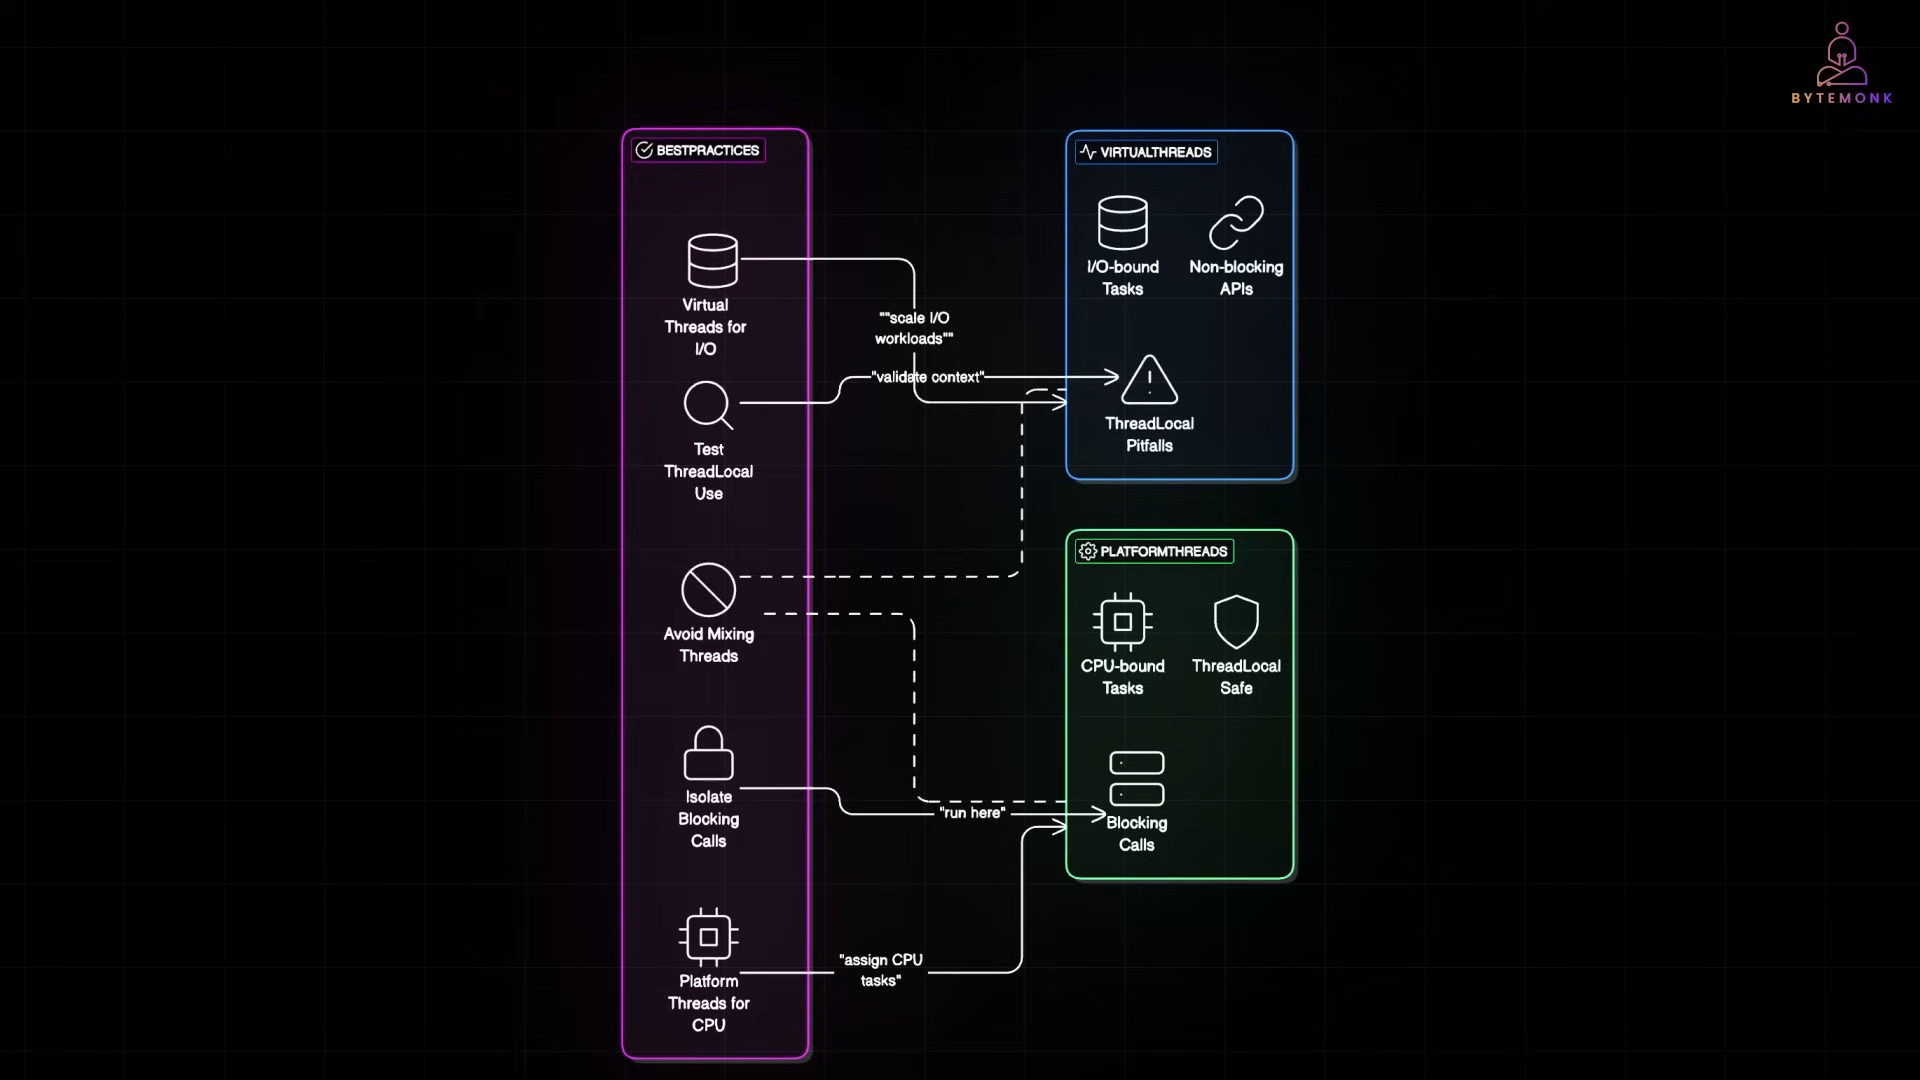 BYTEMONK
BESTPRACTICES
Virtual
Threads for
I/O
Test
ThreadLocal
Use
Avoid Mixing
Threads
Isolate
Blocking
Calls
Platform
Threads for
CPU
""scale I/O
workloads""
"validate context"
"run here"
"assign CPU
tasks"
VIRTUALTHREADS
I/O-bound
Tasks
Non-blocking
APIs
ThreadLocal
Pitfalls
PLATFORMTHREADS
CPU-bound
Tasks
ThreadLocal
Safe
Blocking
Calls